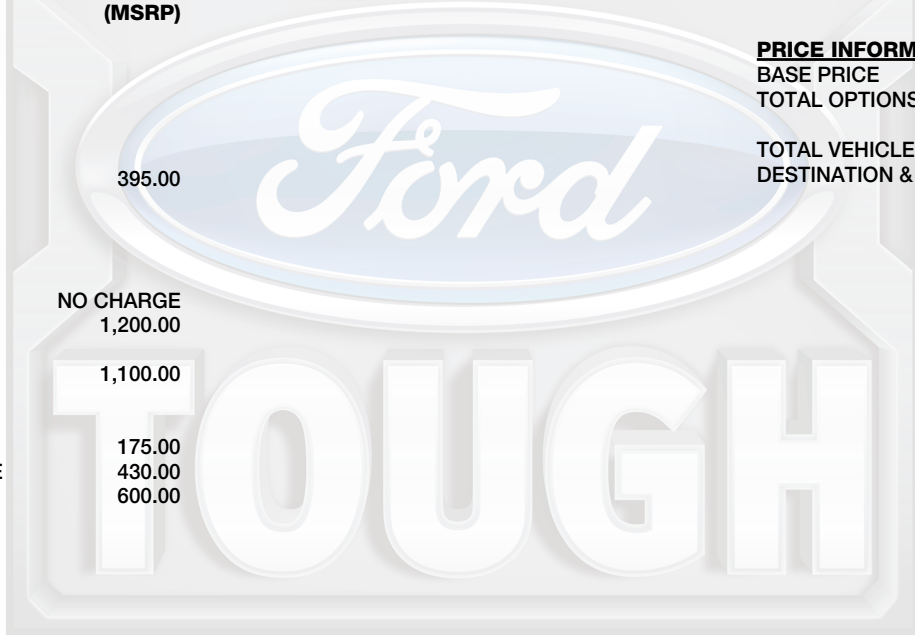 (MSRP)
PRICE INFORM
BASE PRICE
TOTAL OPTIONS
TOTAL VEHICLE
DESTINATION &
395.00
NO CHARGE
1,200.00
1,100.00
175.00
E 430.00
600.00
Ford
TOUGH